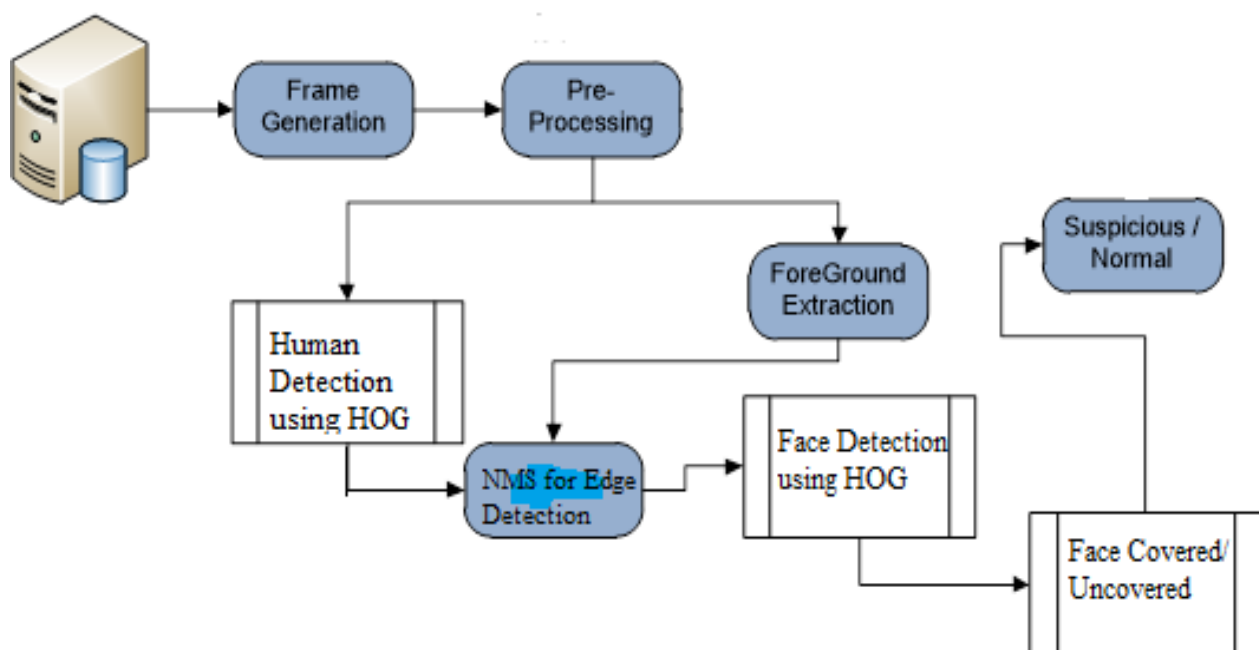 Frame
Generation
Pre-
Processing
Suspicious /
Normal
ForeGround
Extraction
Human
Detection
using HOG
NMS for Edge
Detection
Face Detection
using HOG
Face Covered/
Uncovered